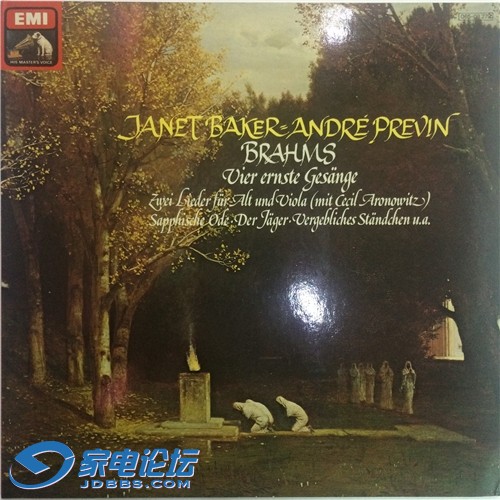 EMI
HIS MASTER'S VOICE
JANET BAKER-ANDRÉ PREVIN
BRAHMS
Vier ernste Gesänge
Zwei Lieder für Alt und Viola (mit Cecil Aronowitz)
Sapphische Ode · Der Jäger · Vergebliches Ständchen u.a.
家电论坛
JDBBS.COM